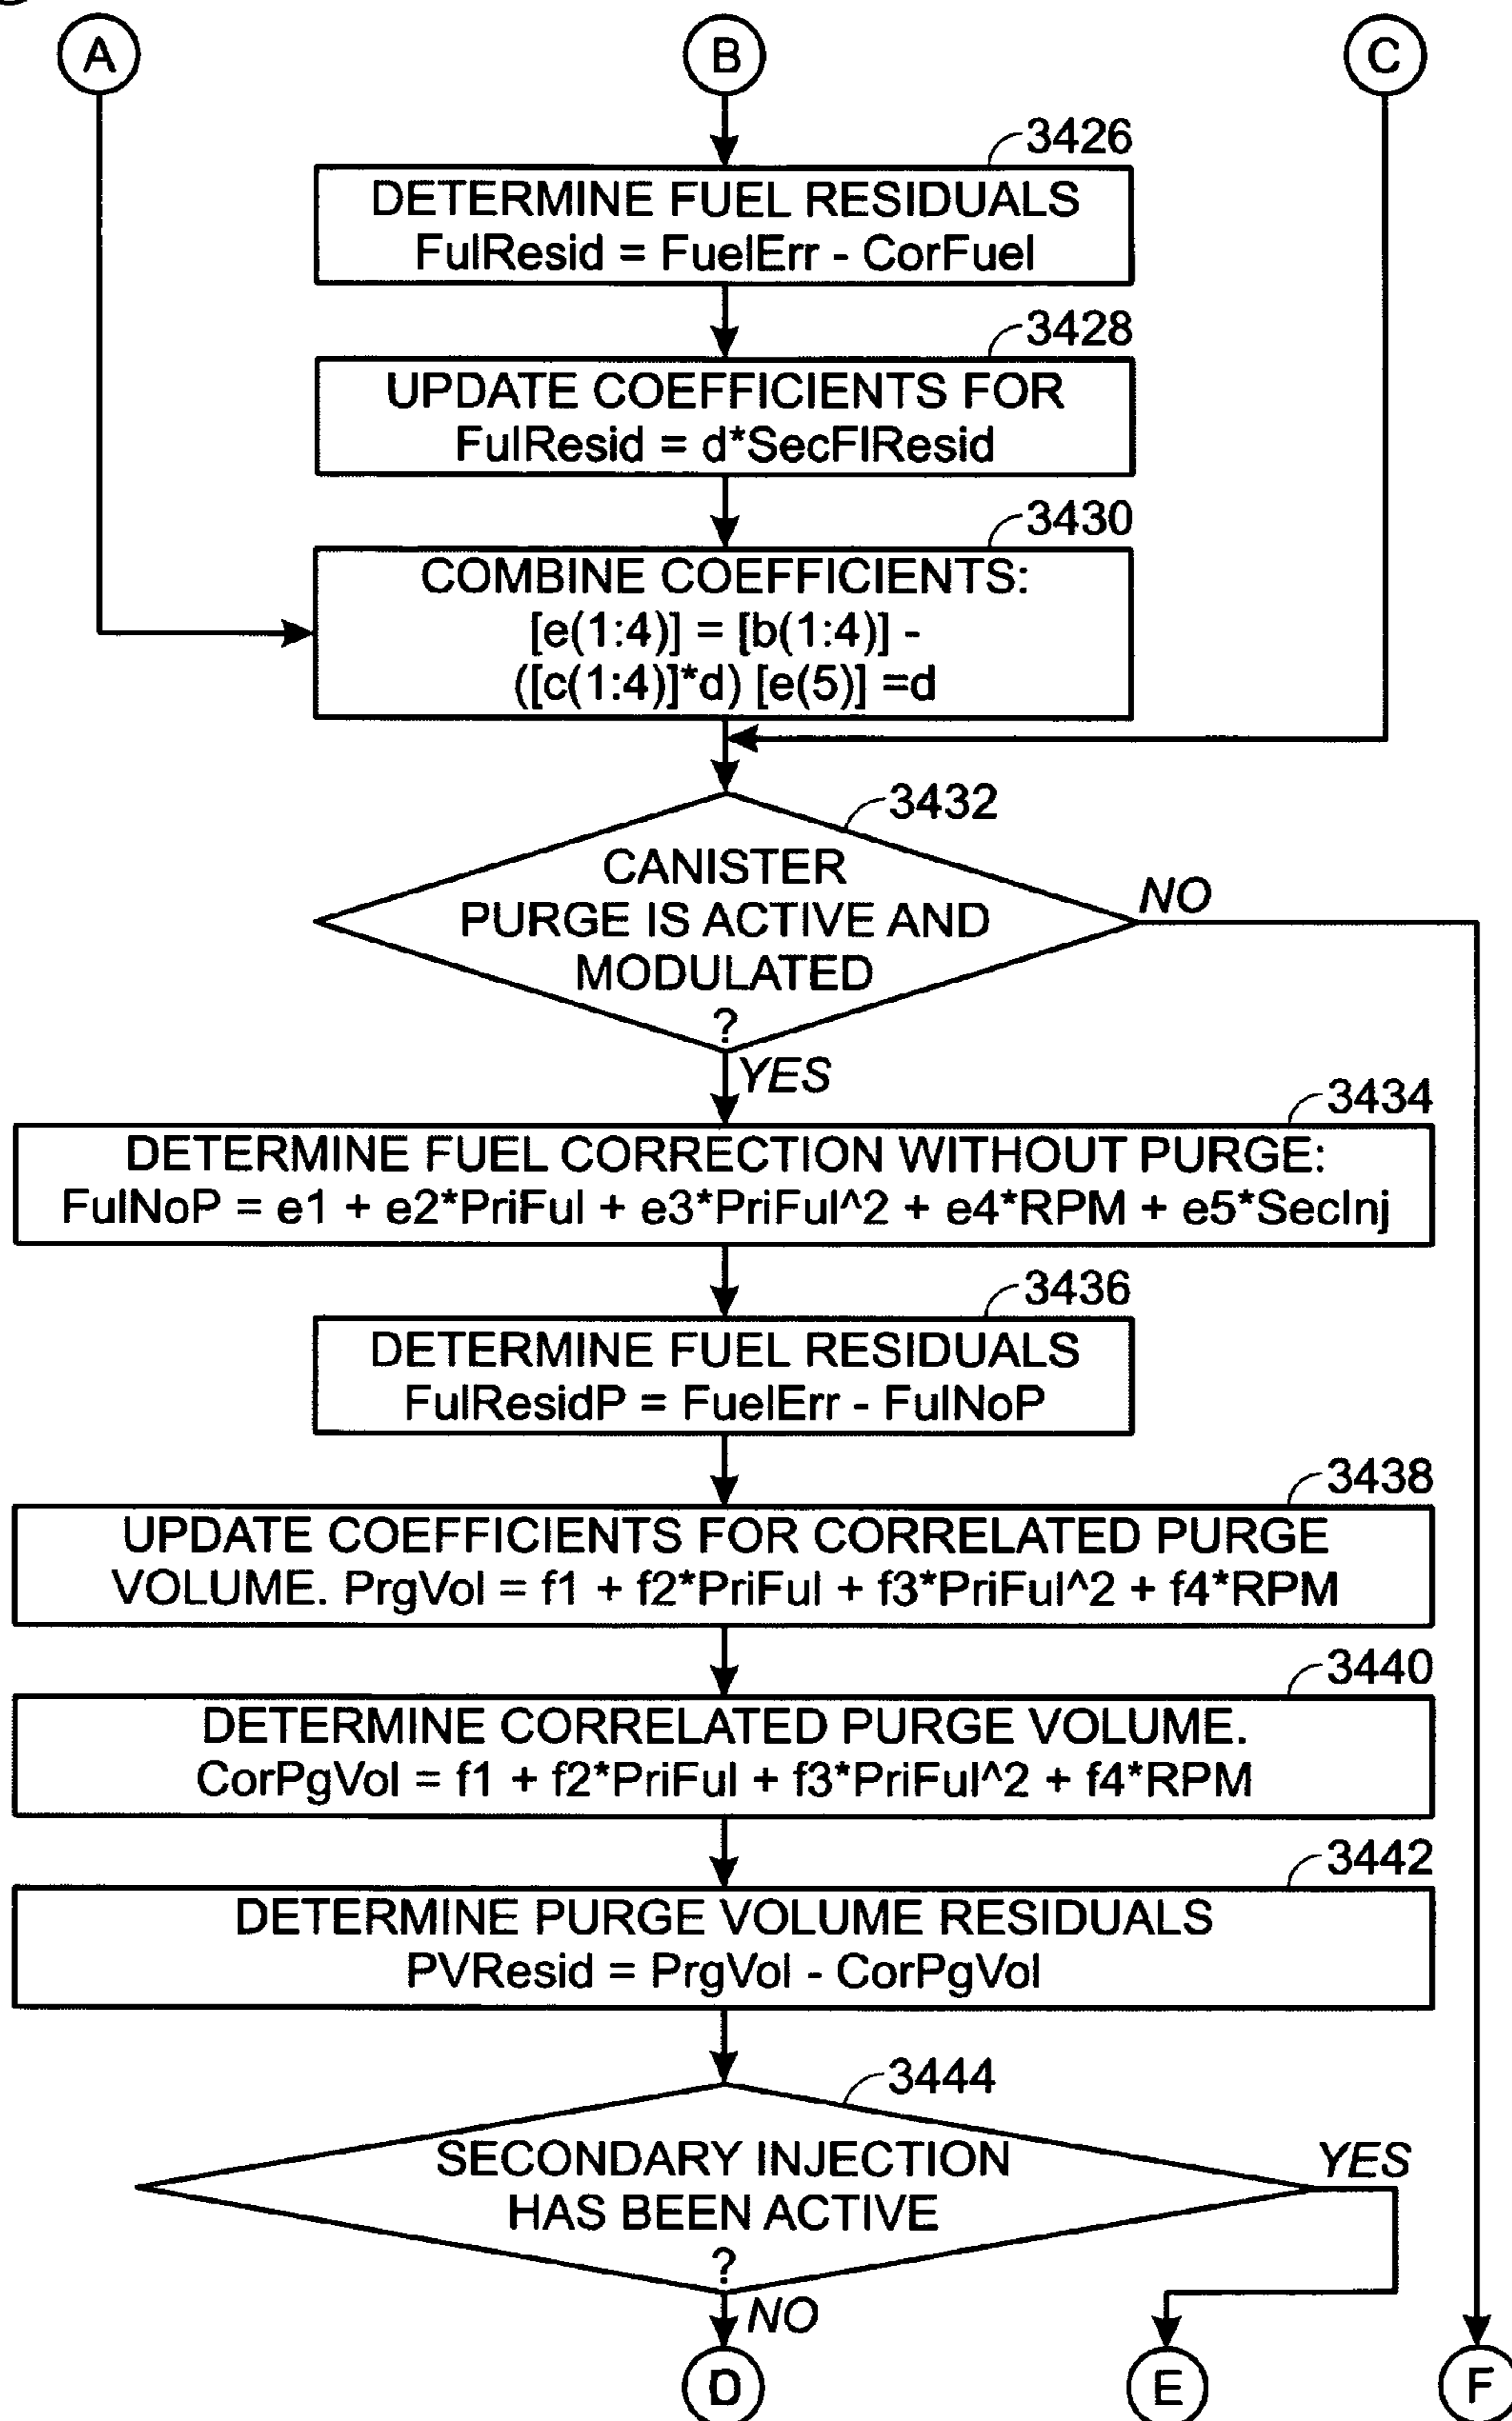 A
B
C
3426
DETERMINE FUEL RESIDUALS
FulResid = FuelErr - CorFuel
3428
UPDATE COEFFICIENTS FOR
FulResid = d*SecFlResid
3430
COMBINE COEFFICIENTS:
[e(1:4)] = [b(1:4)] -
([c(1:4)]*d) [e(5)] =d
3432
CANISTER
PURGE IS ACTIVE AND
MODULATED
?
NO
YES
3434
DETERMINE FUEL CORRECTION WITHOUT PURGE:
FulNoP = e1 + e2*PriFul + e3*PriFul^2 + e4*RPM + e5*SecInj
3436
DETERMINE FUEL RESIDUALS
FulResidP = FuelErr - FulNoP
3438
UPDATE COEFFICIENTS FOR CORRELATED PURGE
VOLUME. PrgVol = f1 + f2*PriFul + f3*PriFul^2 + f4*RPM
3440
DETERMINE CORRELATED PURGE VOLUME.
CorPgVol = f1 + f2*PriFul + f3*PriFul^2 + f4*RPM
3442
DETERMINE PURGE VOLUME RESIDUALS
PVResid = PrgVol - CorPgVol
3444
SECONDARY INJECTION
HAS BEEN ACTIVE
?
YES
NO
D
E
F